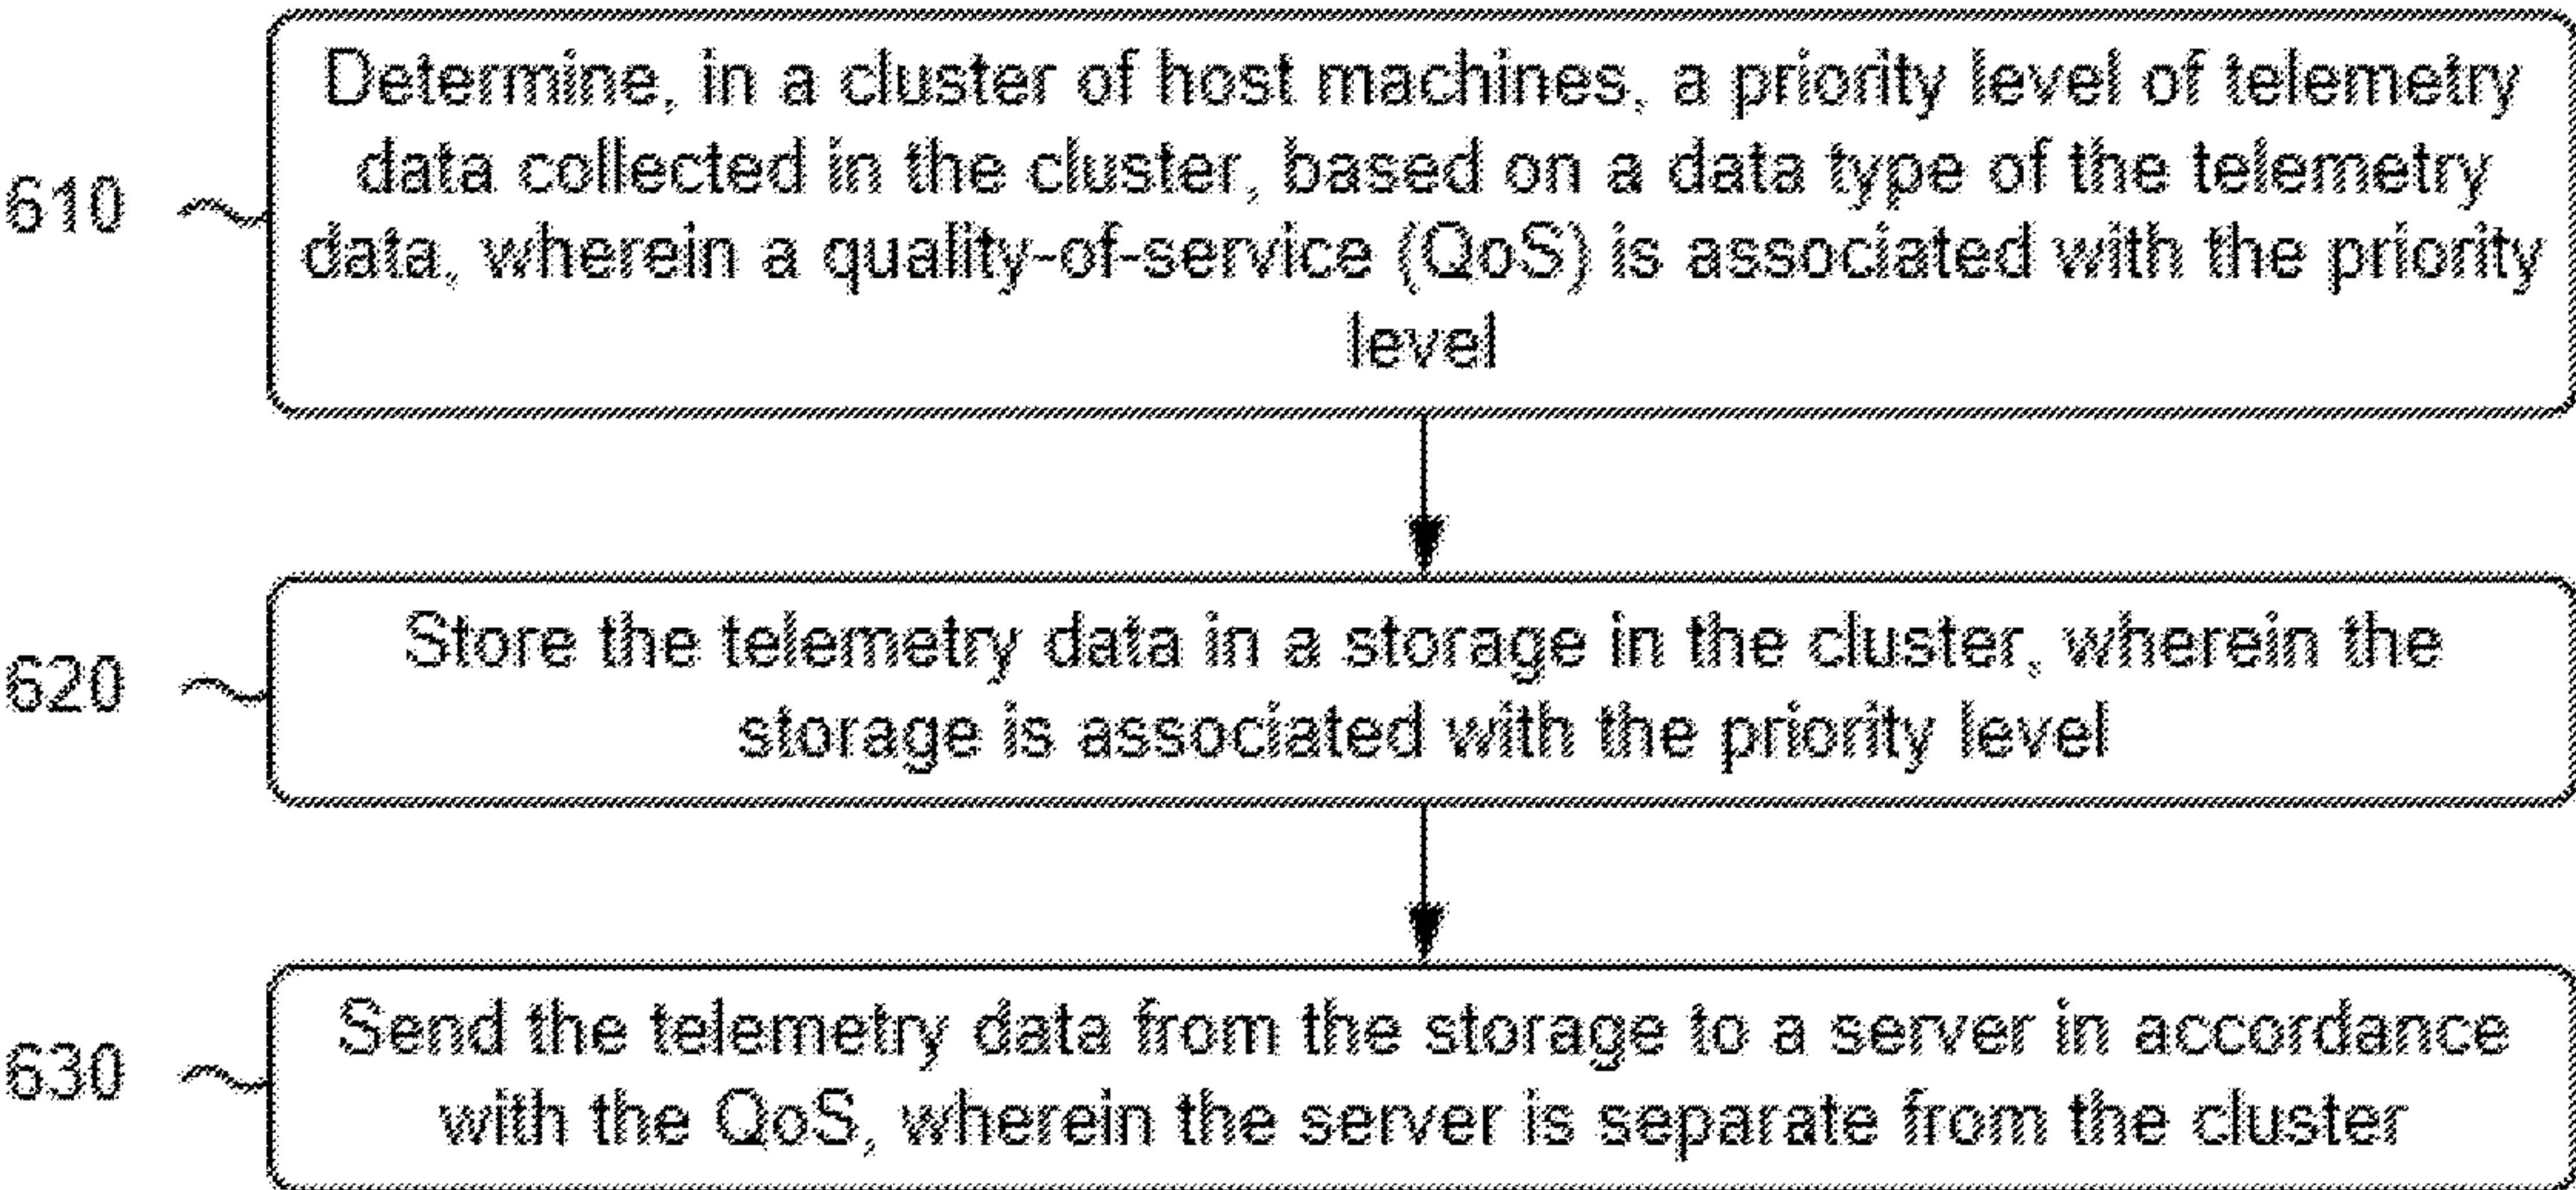 Determine, in a cluster of host machines, a priority level of telemetry
data collected in the cluster, based on a data type of the telemetry
610
data, wherein a quality-of-service (QoS) is associated with the priority
level
Store the telemetry data in a storage in the cluster, wherein the
620
storage is associated with the priority level
Send the telemetry data from the storage to a server in accordance
630
with the QoS, wherein the server is separate from the cluster